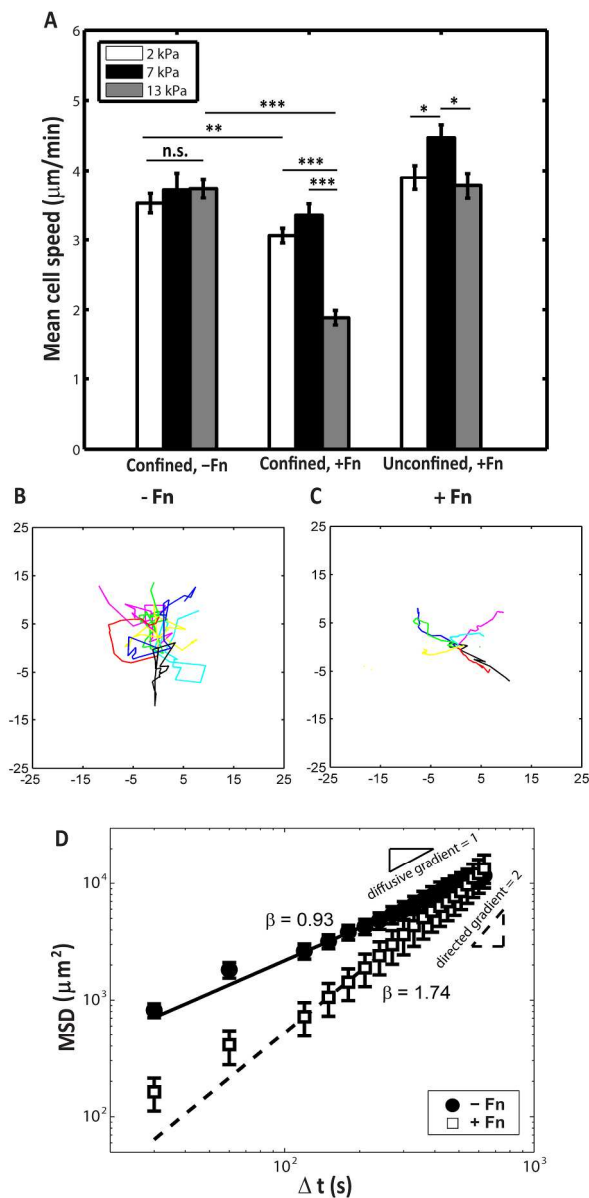 A
6
5
4
3
2
1
0
Mean cell speed (μm/min)
2 kPa
7 kPa
13 kPa
***
**
n.s.
***
***
*
*
Confined, −Fn
Confined, +Fn
Unconfined, +Fn
B
- Fn
25
15
5
-5
-15
-25
-25
-15
-5
5
15
25
C
+ Fn
25
15
5
-5
-15
-25
-25
-15
-5
5
15
25
D
MSD (μm²)
10⁴
10³
10²
β = 0.93
β = 1.74
diffusive gradient = 1
directed gradient = 2
− Fn
+ Fn
10²
10³
Δ t (s)